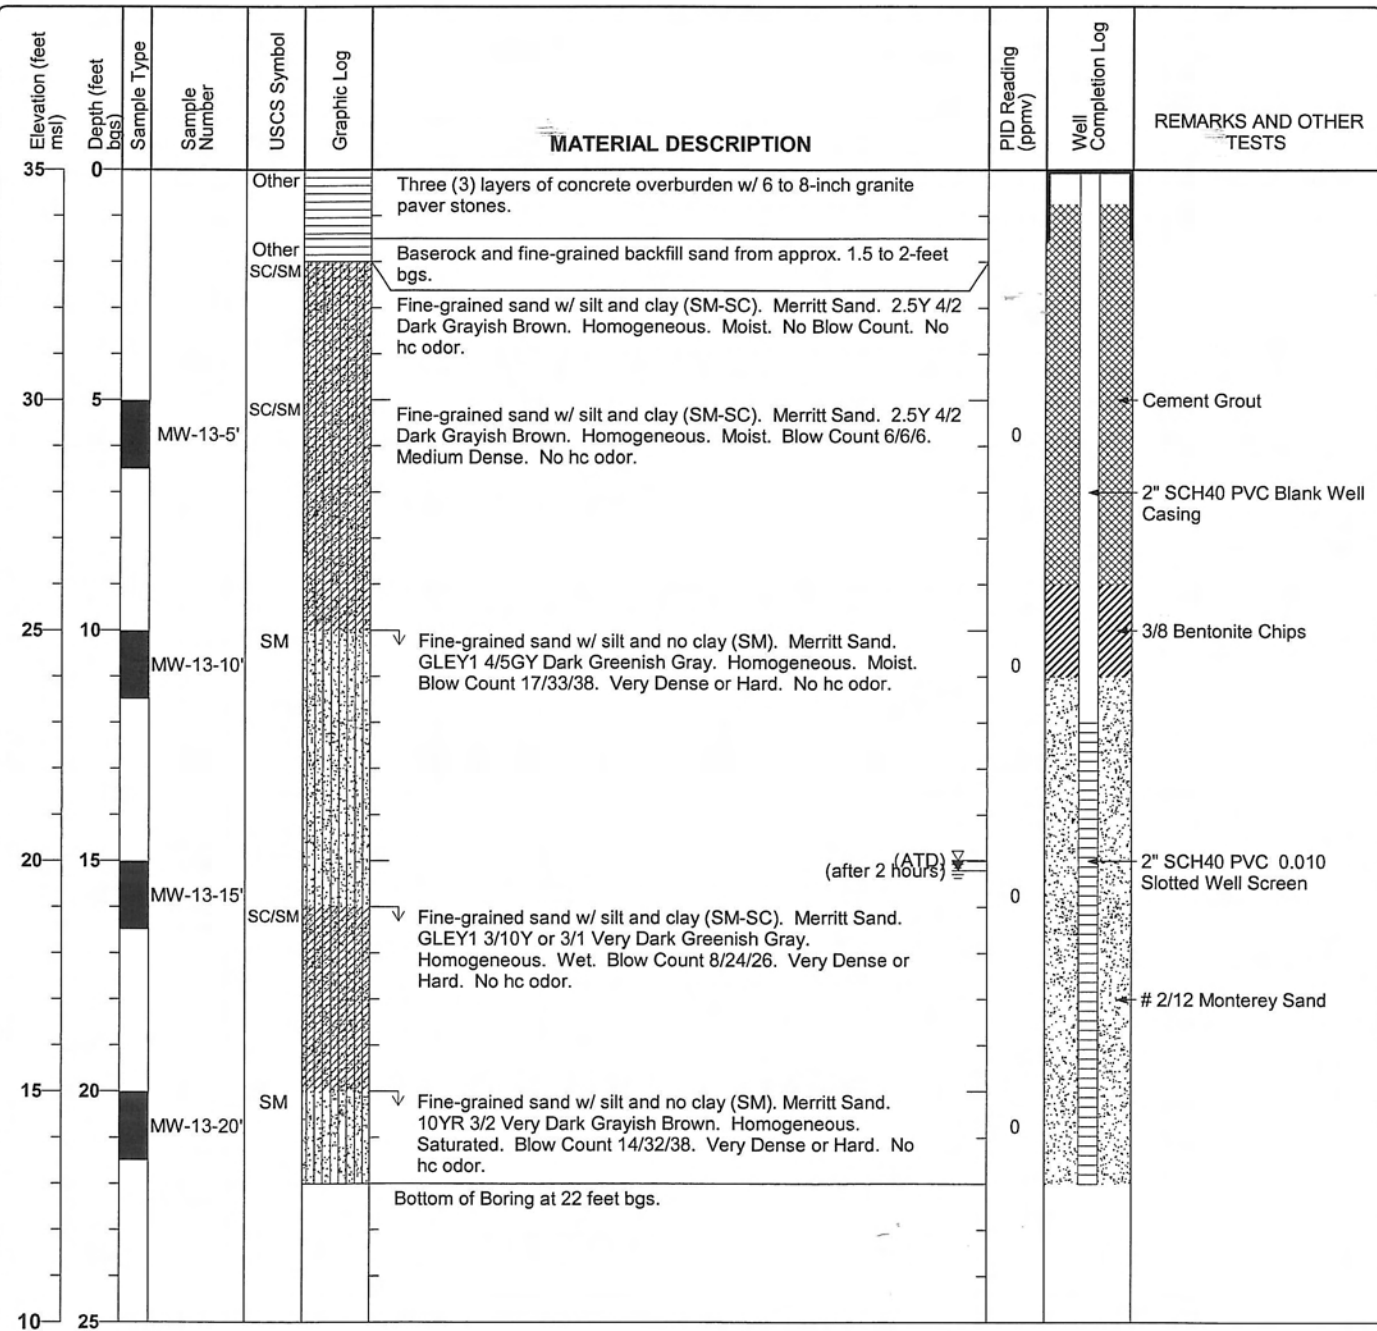 Elevation (feet
msl)
Depth (feet
bgs)
Sample Type
Sample
Number
USCS Symbol
Graphic Log
MATERIAL DESCRIPTION
PID Reading
(ppmv)
Well
Completion Log
REMARKS AND OTHER
TESTS
35
0
Other
Three (3) layers of concrete overburden w/ 6 to 8-inch granite
paver stones.
Other
Baserock and fine-grained backfill sand from approx. 1.5 to 2-feet
bgs.
SC/SM
Fine-grained sand w/ silt and clay (SM-SC). Merritt Sand. 2.5Y 4/2
Dark Grayish Brown. Homogeneous. Moist. No Blow Count. No
hc odor.
30
5
SC/SM
MW-13-5'
Fine-grained sand w/ silt and clay (SM-SC). Merritt Sand. 2.5Y 4/2
Dark Grayish Brown. Homogeneous. Moist. Blow Count 6/6/6.
Medium Dense. No hc odor.
0
Cement Grout
2" SCH40 PVC Blank Well
Casing
25
10
SM
MW-13-10'
Fine-grained sand w/ silt and no clay (SM). Merritt Sand.
GLEY1 4/5GY Dark Greenish Gray. Homogeneous. Moist.
Blow Count 17/33/38. Very Dense or Hard. No hc odor.
0
3/8 Bentonite Chips
20
15
(ATD)
(after 2 hours)
MW-13-15'
0
2" SCH40 PVC 0.010
Slotted Well Screen
SC/SM
Fine-grained sand w/ silt and clay (SM-SC). Merritt Sand.
GLEY1 3/10Y or 3/1 Very Dark Greenish Gray.
Homogeneous. Wet. Blow Count 8/24/26. Very Dense or
Hard. No hc odor.
# 2/12 Monterey Sand
15
20
SM
MW-13-20'
Fine-grained sand w/ silt and no clay (SM). Merritt Sand.
10YR 3/2 Very Dark Grayish Brown. Homogeneous.
Saturated. Blow Count 14/32/38. Very Dense or Hard. No
hc odor.
0
Bottom of Boring at 22 feet bgs.
10
25